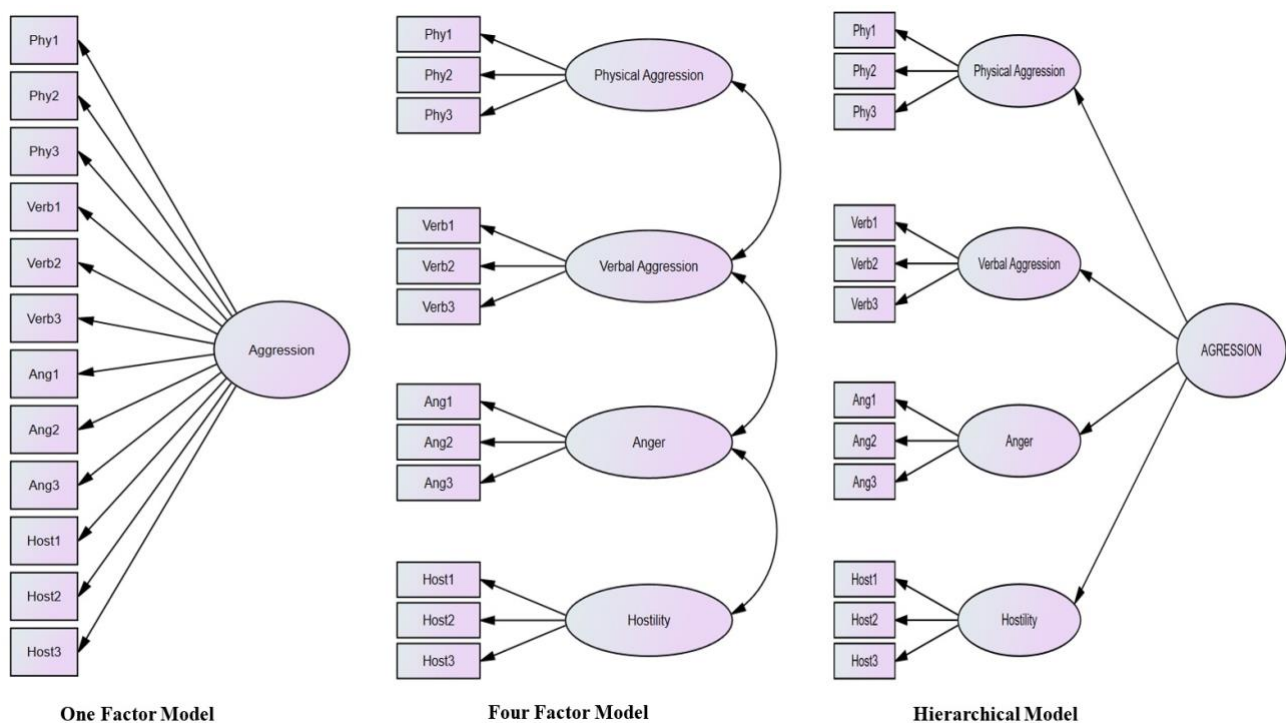 Phy1
Phy2
Phy3
Verb1
Verb2
Verb3
Ang1
Ang2
Ang3
Host1
Host2
Host3
Aggression
One Factor Model
Phy1
Phy2
Phy3
Physical Aggression
Verb1
Verb2
Verb3
Verbal Aggression
Ang1
Ang2
Ang3
Anger
Host1
Host2
Host3
Hostility
Four Factor Model
Phy1
Phy2
Phy3
Physical Aggression
Verb1
Verb2
Verb3
Verbal Aggression
Ang1
Ang2
Ang3
Anger
Host1
Host2
Host3
Hostility
AGRESSION
Hierarchical Model